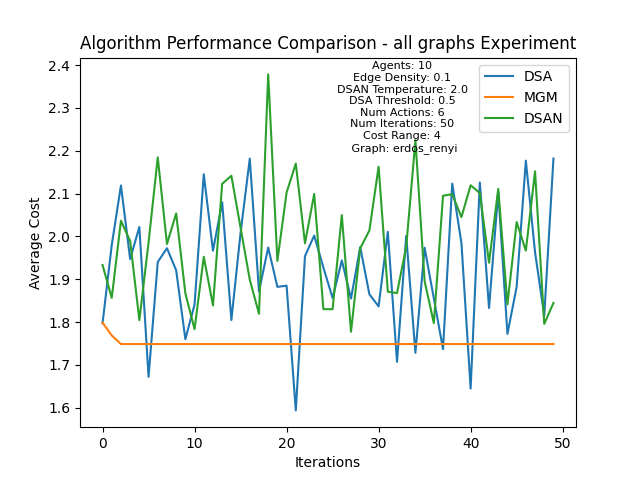 Algorithm Performance Comparison - all graphs Experiment
Agents: 10
Edge Density: 0.1
DSAN Temperature: 2.0
DSA Threshold: 0.5
Num Actions: 6
Num Iterations: 50
Cost Range: 4
Graph: erdos_renyi
DSA
MGM
DSAN
Average Cost
2.4
2.3
2.2
2.1
2.0
1.9
1.8
1.7
1.6
0
10
20
30
40
50
Iterations